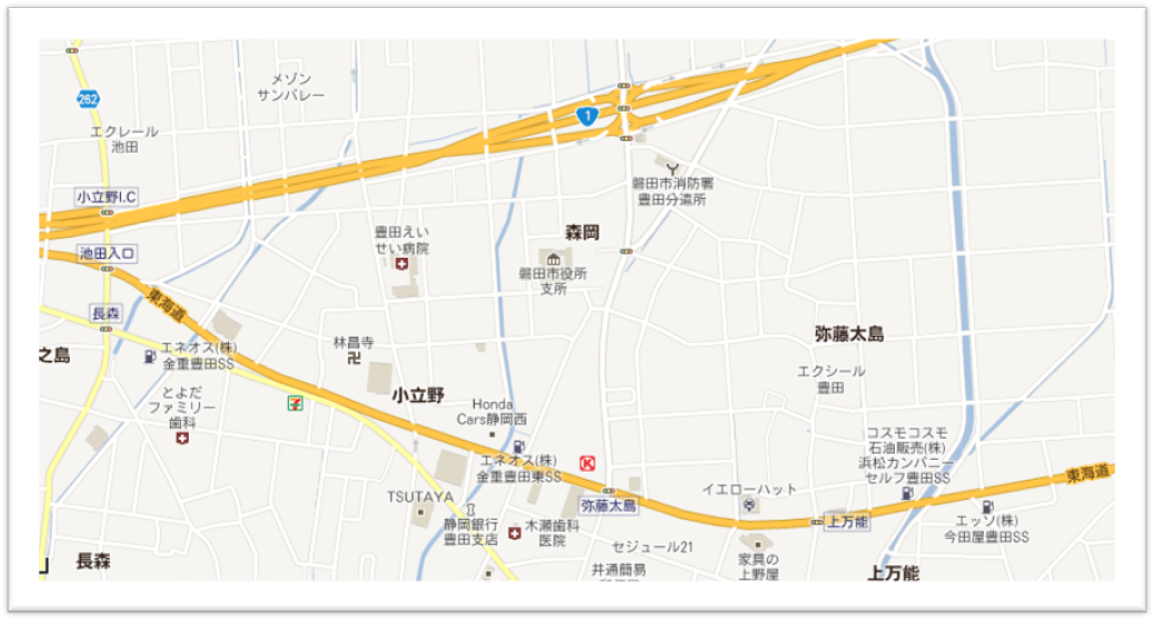 メゾン
サンバレー
262
1
エクレール
池田
小立野I.C
磐田市消防署
豊田分遣所
豊田えい
せい病院
森岡
池田入口
磐田市役所
支所
東海道
長森
弥藤太島
林昌寺
之島
エネオス(株)
金重豊田SS
エクシール
豊田
とよだ
ファミリー
歯科
7
小立野
Honda
Cars静岡西
コスモコスモ
石油販売(株)
浜松カンパニー
セルフ豊田SS
エネオス(株)
金重豊田東SS
K
東海道
TSUTAYA
イエローハット
弥藤太島
静岡銀行
豊田支店
木瀬歯科
医院
上万能
エッソ(株)
今田屋豊田SS
セジュール21
長森
家具の
上野屋
井通簡易
上万能